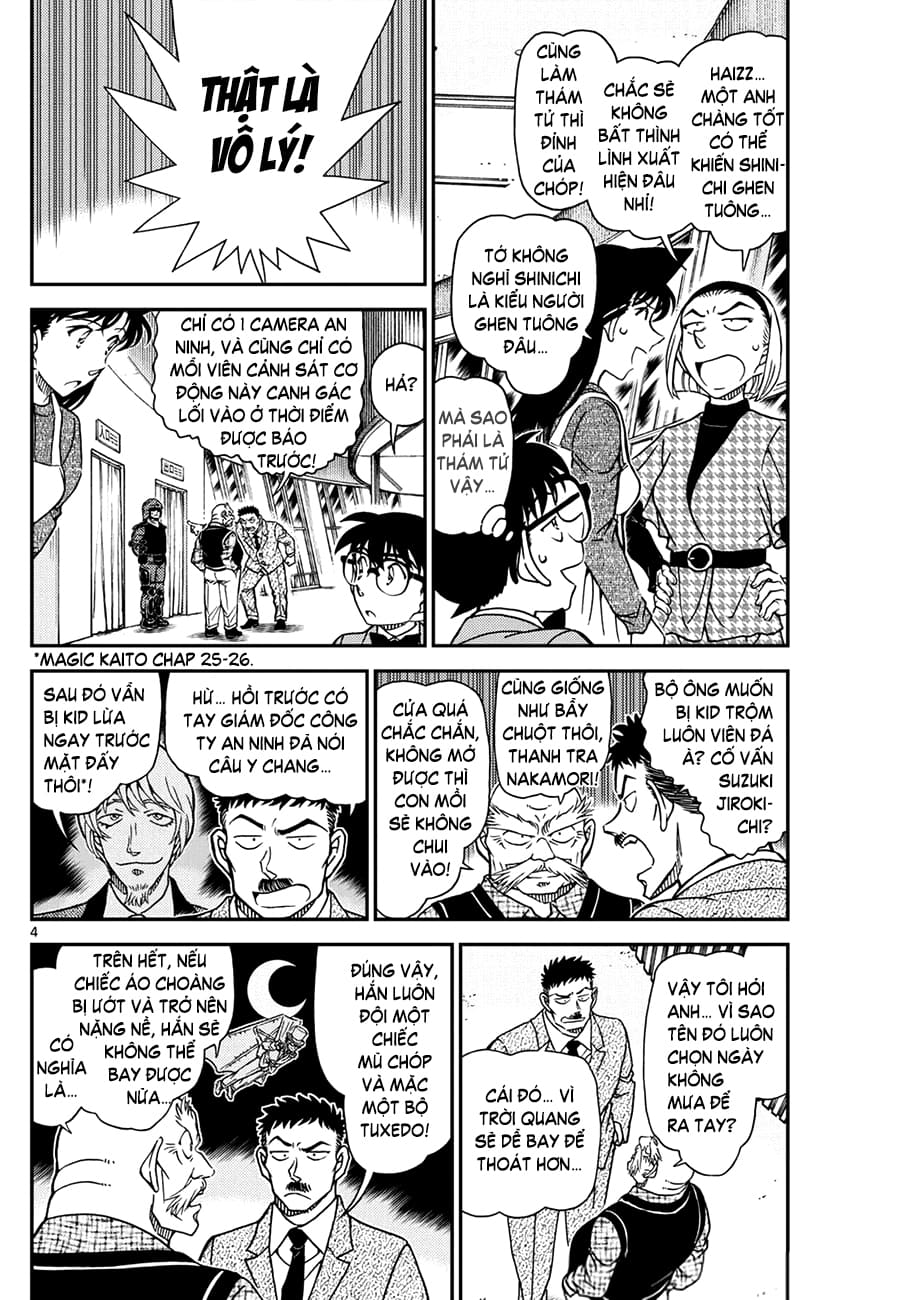 HAIZZ...
MỘT ANH
CHÀNG TỐT
CÓ THỂ
KHIẾN SHINI-
CHI GHEN
TUÔNG...
CHẮC SẼ
KHÔNG
BẤT THÌNH
LÌNH XUẤT
HIỆN ĐÂU
NHỈ!
CŨNG
LÀM
THÁM
TỬ THÌ
ĐÍNH
CỦA
CHÓP!
TỚ KHÔNG
NGHĨ SHINICHI
LÀ KIỂU NGƯỜI
GHEN TUÔNG
ĐÂU...
MÀ SAO
PHẢI LÀ
THÁM TỬ
VẬY...
THẬT LÀ
VÔ LÝ!
HẢ?
CHỈ CÓ 1 CAMERA AN
NINH, VÀ CŨNG CHỈ CÓ
MỖI VIÊN CẢNH SÁT CƠ
ĐỘNG NÀY CANH GÁC
LỐI VÀO Ở THỜI ĐIỂM
ĐƯỢC BÁO
TRƯỚC!
入口専用
出口専用
*MAGIC KAITO CHAP 25-26.
BỘ ÔNG MUỐN
BỊ KID TRỘM
LUÔN VIÊN ĐÁ
À? CỐ VẤN
SUZUKI
JIROKI-
CHI?
CŨNG GIỐNG
NHƯ BẪY
CHUỘT THÔI,
THANH TRA
NAKAMORI!
CỬA QUÁ
CHẮC CHẮN,
KHÔNG MỞ
ĐƯỢC THÌ
CON MỒI
SẼ KHÔNG
CHUI
VÀO!
HỪ... HỒI TRƯỚC CÓ
TAY GIÁM ĐỐC CÔNG
TY AN NINH ĐÃ NÓI
CÂU Y CHANG...
SAU ĐÓ VẪN
BỊ KID LỪA
NGAY TRƯỚC
MẶT ĐẤY
THÔI*!
4
VẬY TÔI HỎI
ANH... VÌ SAO
TÊN ĐÓ LUÔN
CHỌN NGÀY
KHÔNG
MƯA ĐỂ
RA TAY?
CÁI ĐÓ... VÌ
TRỜI QUANG
SẼ DỄ BAY ĐỂ
THOÁT HƠN...
ĐÚNG VẬY,
HẮN LUÔN
ĐỘI MỘT
CHIẾC
MŨ CHÓP
VÀ MẶC
MỘT BỘ
TUXEDO!
TRÊN HẾT, NẾU
CHIẾC ÁO CHOÀNG
BỊ ƯỚT VÀ TRỞ NÊN
NẶNG NỀ, HẮN SẼ
KHÔNG THỂ
BAY ĐƯỢC
NỮA...
CÓ
NGHĨA
LÀ...